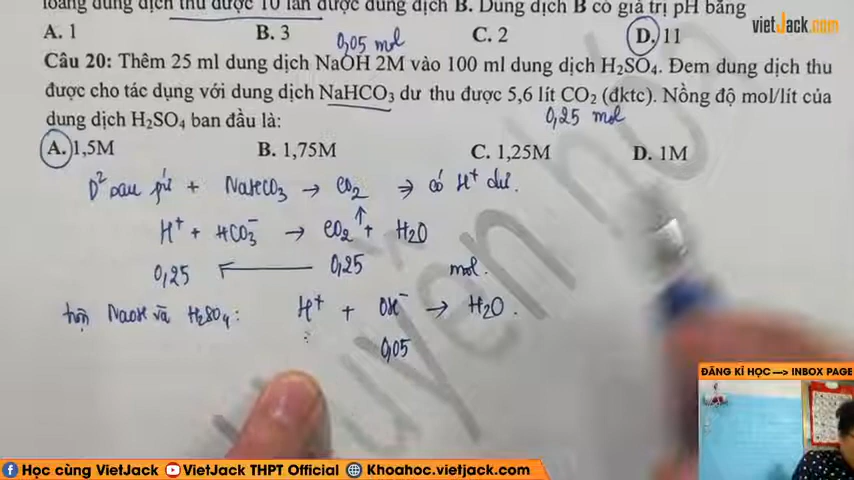 loãng dung dịch thu được 10 lần được dung dịch B. Dung dịch B có giá trị pH bằng
A. 1 B. 3 C. 2 D. 11
vietJack.com
0,05 mol
Câu 20: Thêm 25 ml dung dịch NaOH 2M vào 100 ml dung dịch H₂SO₄. Đem dung dịch thu
được cho tác dụng với dung dịch NaHCO₃ dư thu được 5,6 lít CO₂ (đktc). Nồng độ mol/lít của
dung dịch H₂SO₄ ban đầu là:
0,25 mol
A. 1,5M B. 1,75M C. 1,25M D. 1M
D² sau pứ + NaHCO₃ → CO₂ ⇒ có H⁺ dư.
H⁺ + HCO₃⁻ → CO₂↑ + H₂O
0,25 ← 0,25 mol.
trộn NaOH và H₂SO₄: H⁺ + OH⁻ → H₂O.
0,05
ĐĂNG KÍ HỌC —> INBOX PAGE
Học cùng VietJack VietJack THPT Official Khoahoc.vietjack.com